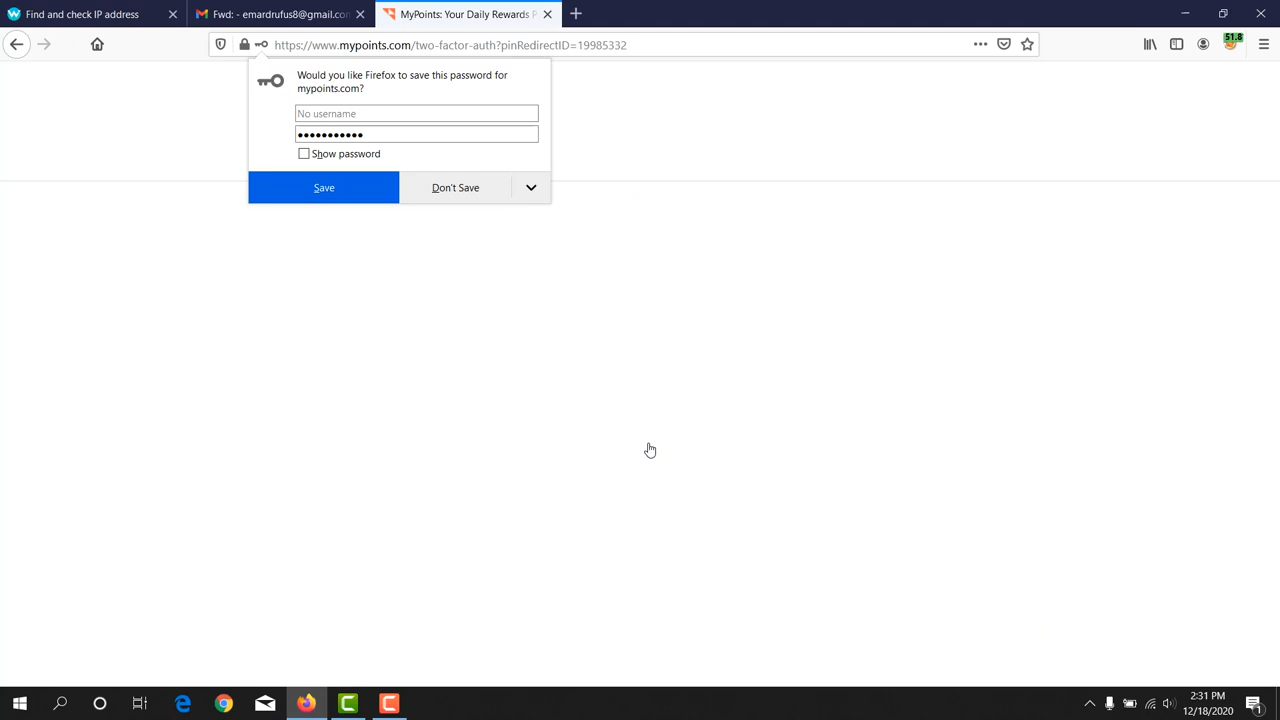 Find and check IP address
Fwd: - emardrufus8@gmail.con
MyPoints: Your Daily Rewards P
https://www.mypoints.com/two-factor-auth?pinRedirectID=19985332
51.8
Would you like Firefox to save this password for
mypoints.com?
No username
•••••••••••
Show password
Save
Don't Save
2:31 PM
12/18/2020
1